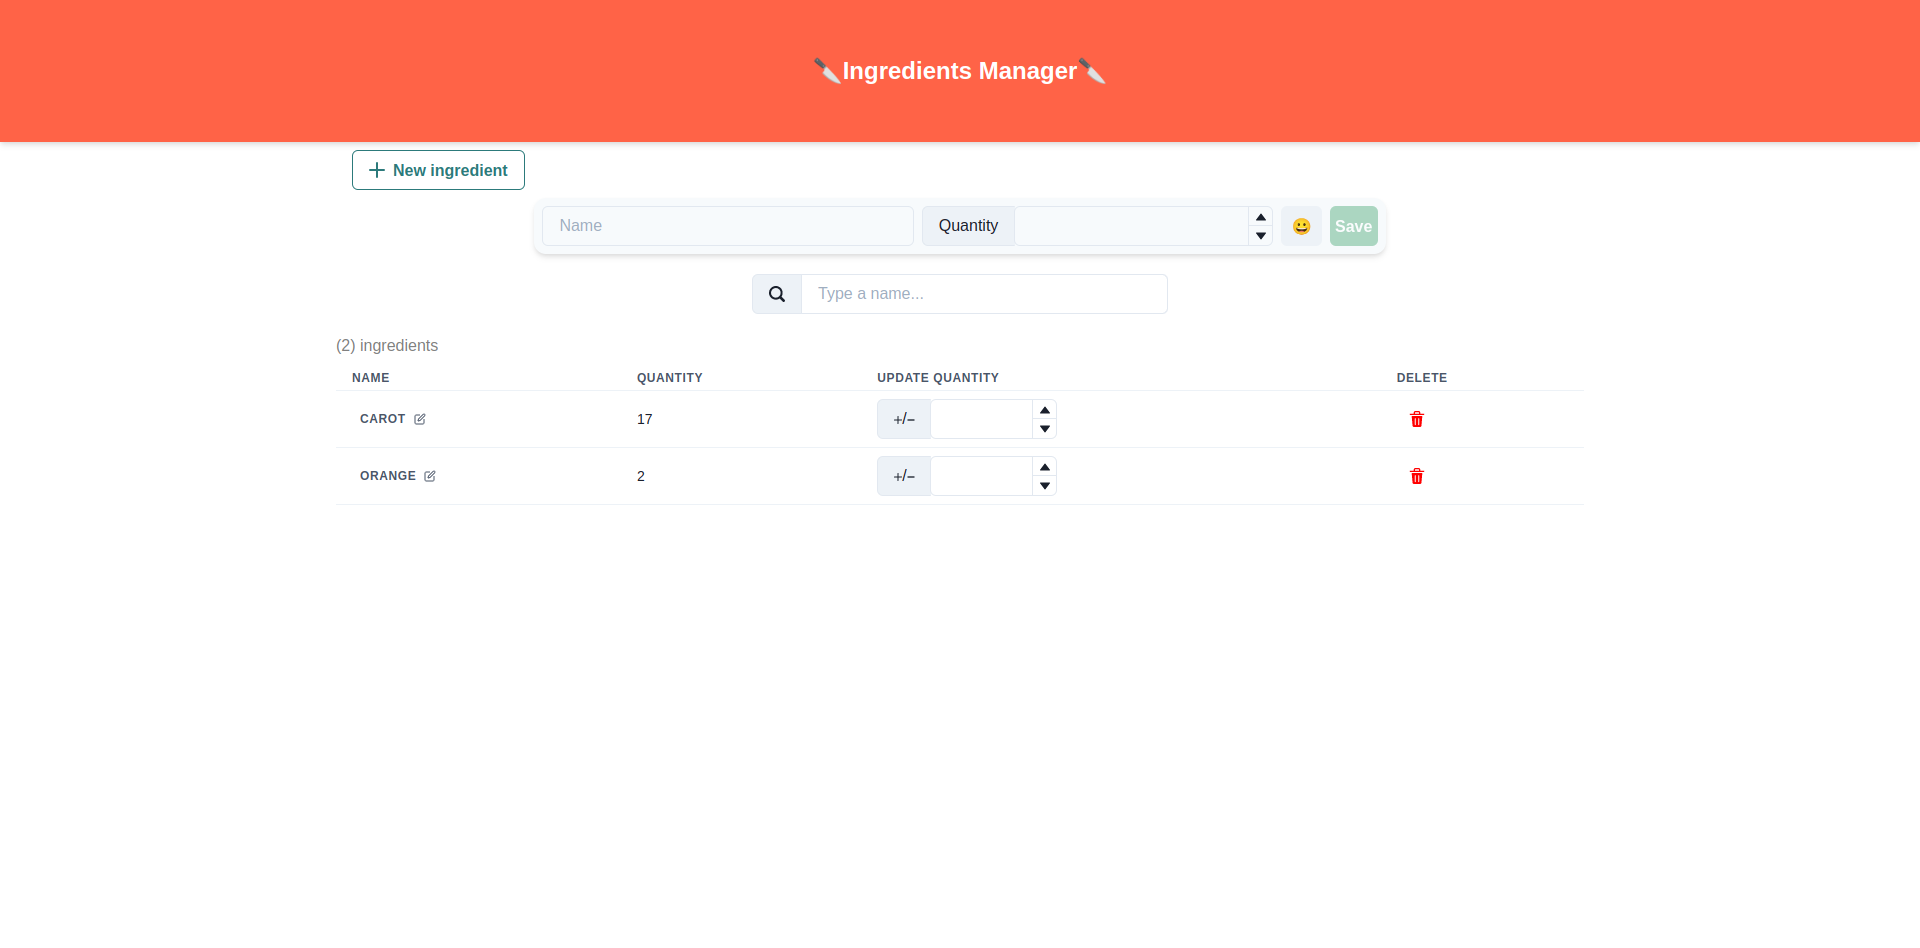 🔪Ingredients Manager🔪
New ingredient
Name Quantity 😀 Save
Type a name...
(2) ingredients
NAME QUANTITY UPDATE QUANTITY DELETE
CAROT 17 +/-
ORANGE 2 +/-